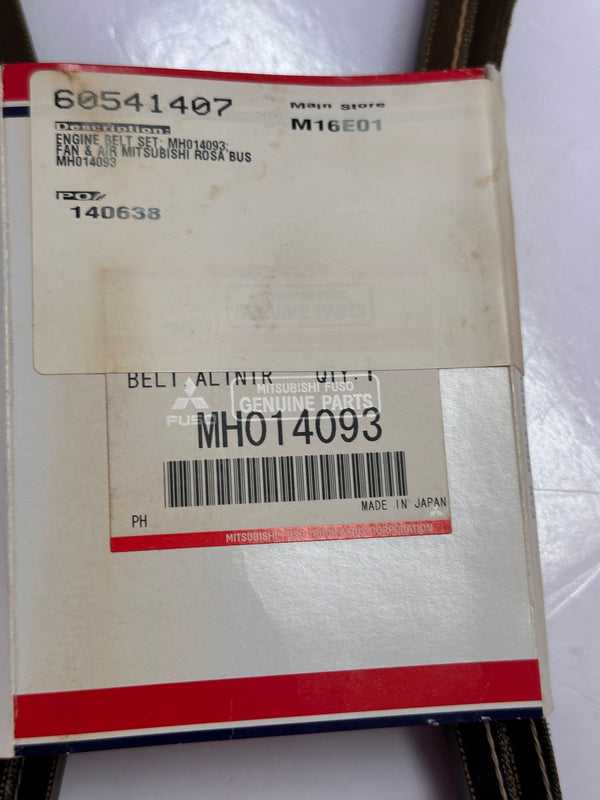 60541407
Main Store
M16E01
Description:
ENGINE BELT SET; MH014093;
FAN & AIR MITSUBISHI ROSA BUS
MH014093
PO#
140638
GENUINE PARTS
BELT, ALTNTR QTY.1
MITSUBISHI FUSO
GENUINE PARTS
FUSO
MH014093
MADE IN JAPAN
PH
MITSUBISHI FUSO TRUCK & BUS CORPORATION